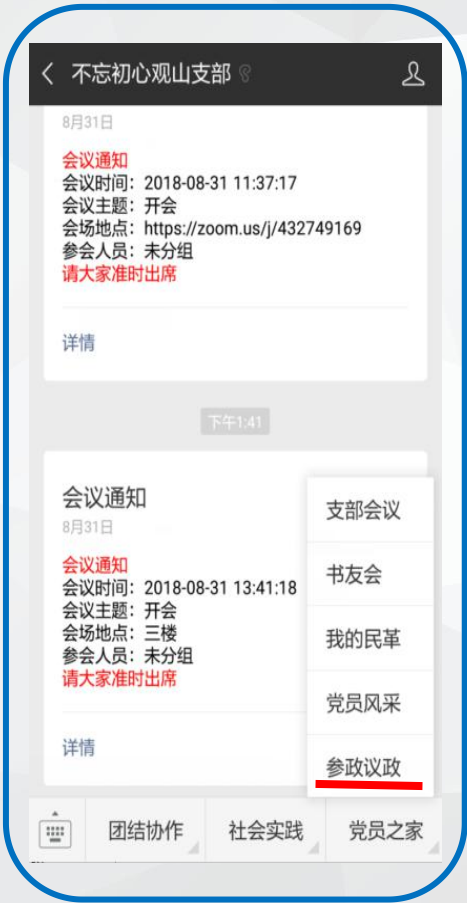 不忘初心观山支部
8月31日
会议通知
会议时间：2018-08-31 11:37:17
会议主题：开会
会场地点：https://zoom.us/j/432749169
参会人员：未分组
请大家准时出席
详情
下午1:41
会议通知
8月31日
会议通知
会议时间：2018-08-31 13:41:18
会议主题：开会
会场地点：三楼
参会人员：未分组
请大家准时出席
详情
支部会议
书友会
我的民革
党员风采
参政议政
团结协作
社会实践
党员之家